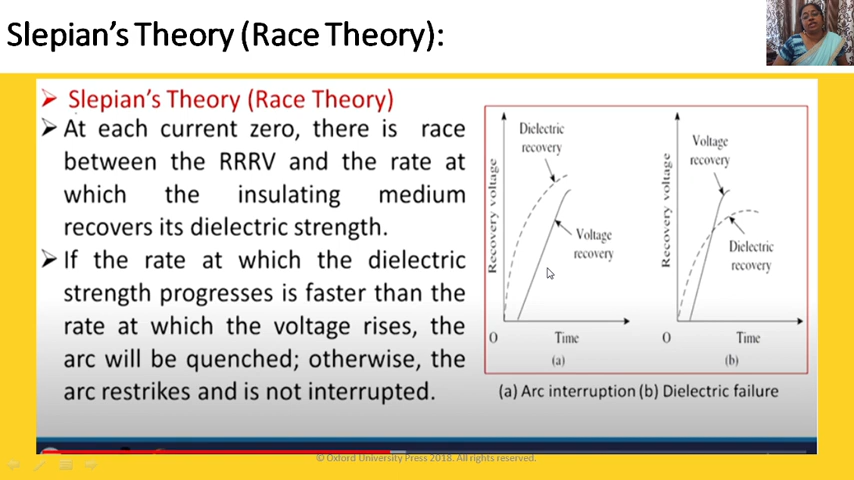 Slepian's Theory (Race Theory):
➤ Slepian's Theory (Race Theory)
➤ At each current zero, there is race
between the RRRV and the rate at
which the insulating medium
recovers its dielectric strength.
➤ If the rate at which the dielectric
strength progresses is faster than the
rate at which the voltage rises, the
arc will be quenched; otherwise, the
arc restrikes and is not interrupted.
Recovery voltage
Dielectric
recovery
Voltage
recovery
O
Time
(a)
Recovery voltage
Voltage
recovery
Dielectric
recovery
O
Time
(b)
(a) Arc interruption (b) Dielectric failure
© Oxford University Press 2018. All rights reserved.